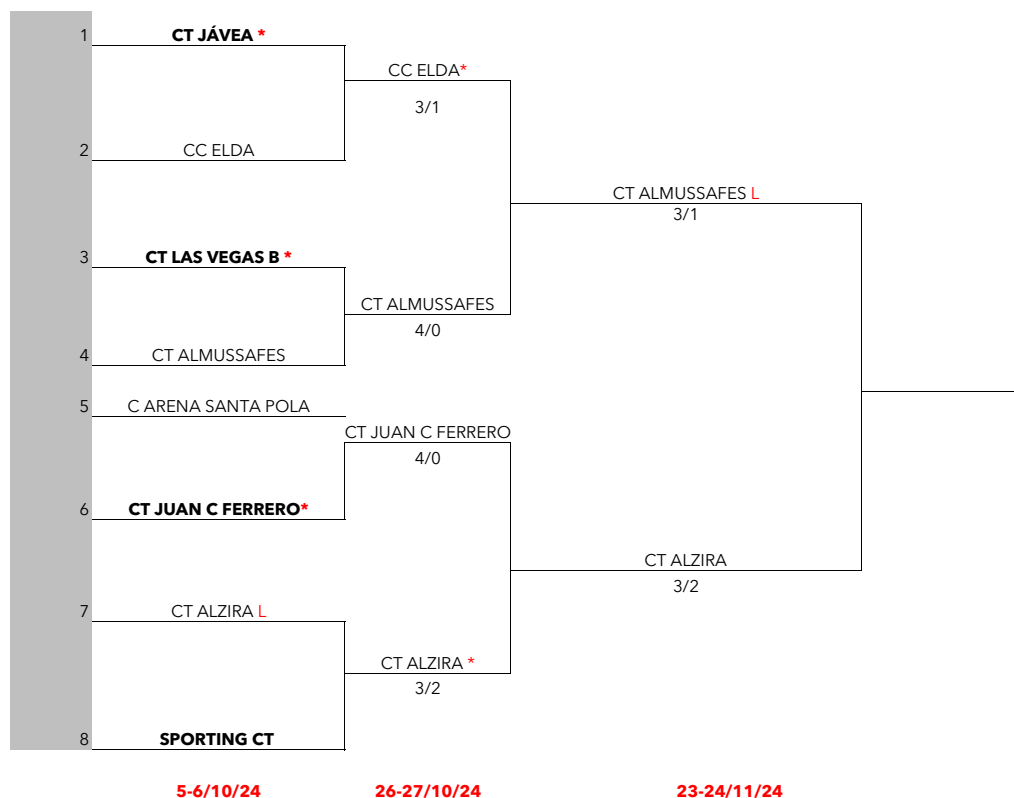 1 CT JÁVEA *
CC ELDA*
3/1
2 CC ELDA
CT ALMUSSAFES L
3/1
3 CT LAS VEGAS B *
CT ALMUSSAFES
4/0
4 CT ALMUSSAFES
5 C ARENA SANTA POLA
CT JUAN C FERRERO
4/0
6 CT JUAN C FERRERO*
CT ALZIRA
3/2
7 CT ALZIRA L
CT ALZIRA *
3/2
8 SPORTING CT
5-6/10/24 26-27/10/24 23-24/11/24